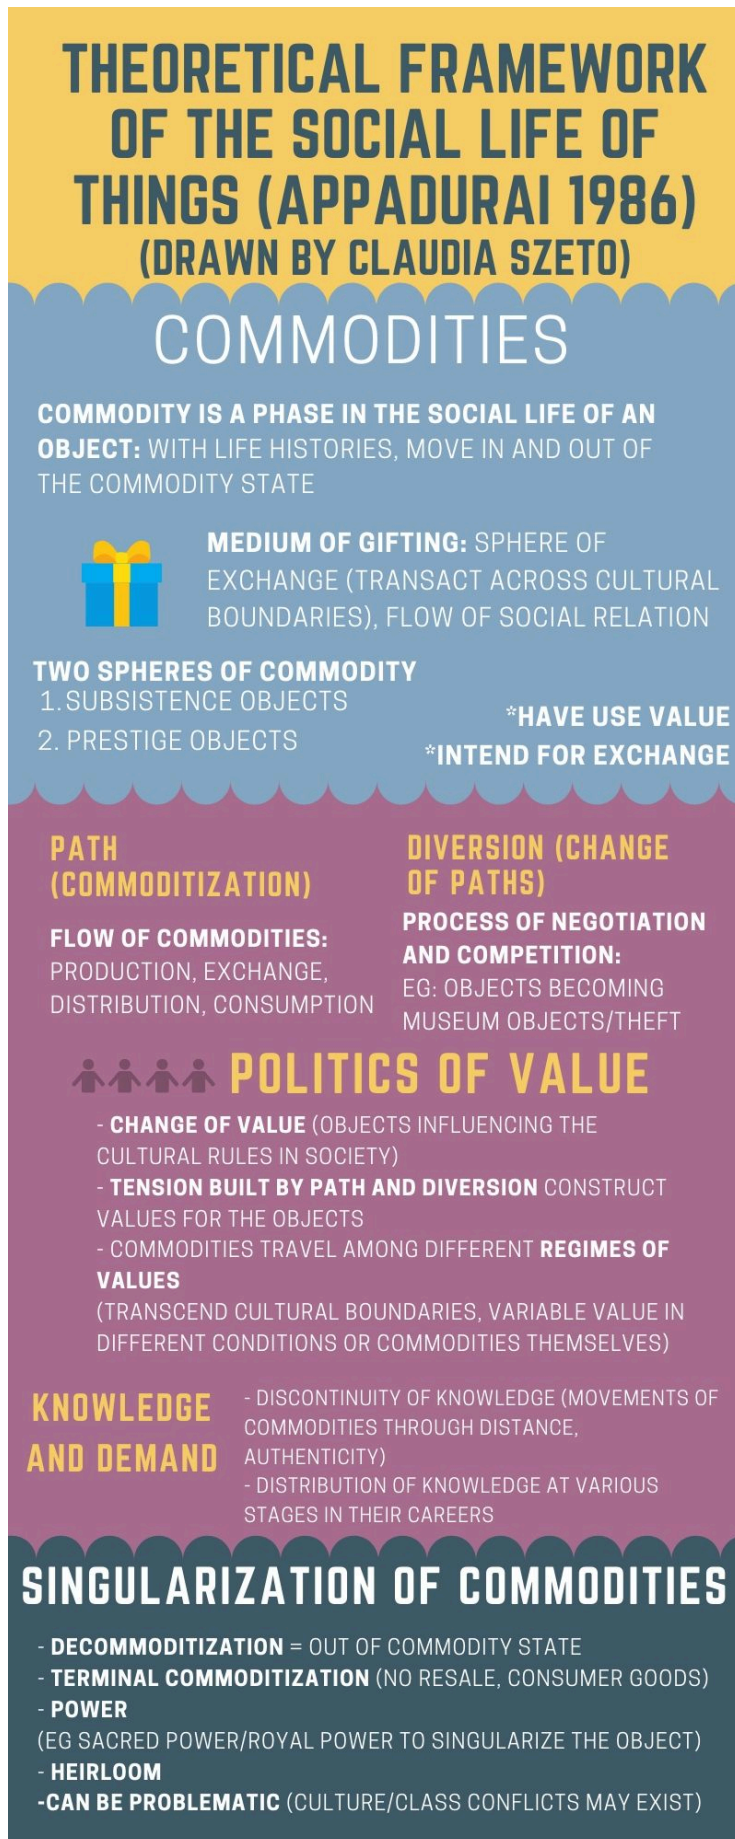 THEORETICAL FRAMEWORK
OF THE SOCIAL LIFE OF
THINGS (APPADURAI 1986)
(DRAWN BY CLAUDIA SZETO)
COMMODITIES
COMMODITY IS A PHASE IN THE SOCIAL LIFE OF AN
OBJECT: WITH LIFE HISTORIES, MOVE IN AND OUT OF
THE COMMODITY STATE
MEDIUM OF GIFTING: SPHERE OF
EXCHANGE (TRANSACT ACROSS CULTURAL
BOUNDARIES), FLOW OF SOCIAL RELATION
TWO SPHERES OF COMMODITY
1. SUBSISTENCE OBJECTS
2. PRESTIGE OBJECTS
*HAVE USE VALUE
*INTEND FOR EXCHANGE
PATH
(COMMODITIZATION)
FLOW OF COMMODITIES:
PRODUCTION, EXCHANGE,
DISTRIBUTION, CONSUMPTION
DIVERSION (CHANGE
OF PATHS)
PROCESS OF NEGOTIATION
AND COMPETITION:
EG: OBJECTS BECOMING
MUSEUM OBJECTS/THEFT
POLITICS OF VALUE
- CHANGE OF VALUE (OBJECTS INFLUENCING THE
CULTURAL RULES IN SOCIETY)
- TENSION BUILT BY PATH AND DIVERSION CONSTRUCT
VALUES FOR THE OBJECTS
- COMMODITIES TRAVEL AMONG DIFFERENT REGIMES OF
VALUES
(TRANSCEND CULTURAL BOUNDARIES, VARIABLE VALUE IN
DIFFERENT CONDITIONS OR COMMODITIES THEMSELVES)
KNOWLEDGE
AND DEMAND
- DISCONTINUITY OF KNOWLEDGE (MOVEMENTS OF
COMMODITIES THROUGH DISTANCE,
AUTHENTICITY)
- DISTRIBUTION OF KNOWLEDGE AT VARIOUS
STAGES IN THEIR CAREERS
SINGULARIZATION OF COMMODITIES
- DECOMMODITIZATION = OUT OF COMMODITY STATE
- TERMINAL COMMODITIZATION (NO RESALE, CONSUMER GOODS)
- POWER
(EG SACRED POWER/ROYAL POWER TO SINGULARIZE THE OBJECT)
- HEIRLOOM
-CAN BE PROBLEMATIC (CULTURE/CLASS CONFLICTS MAY EXIST)